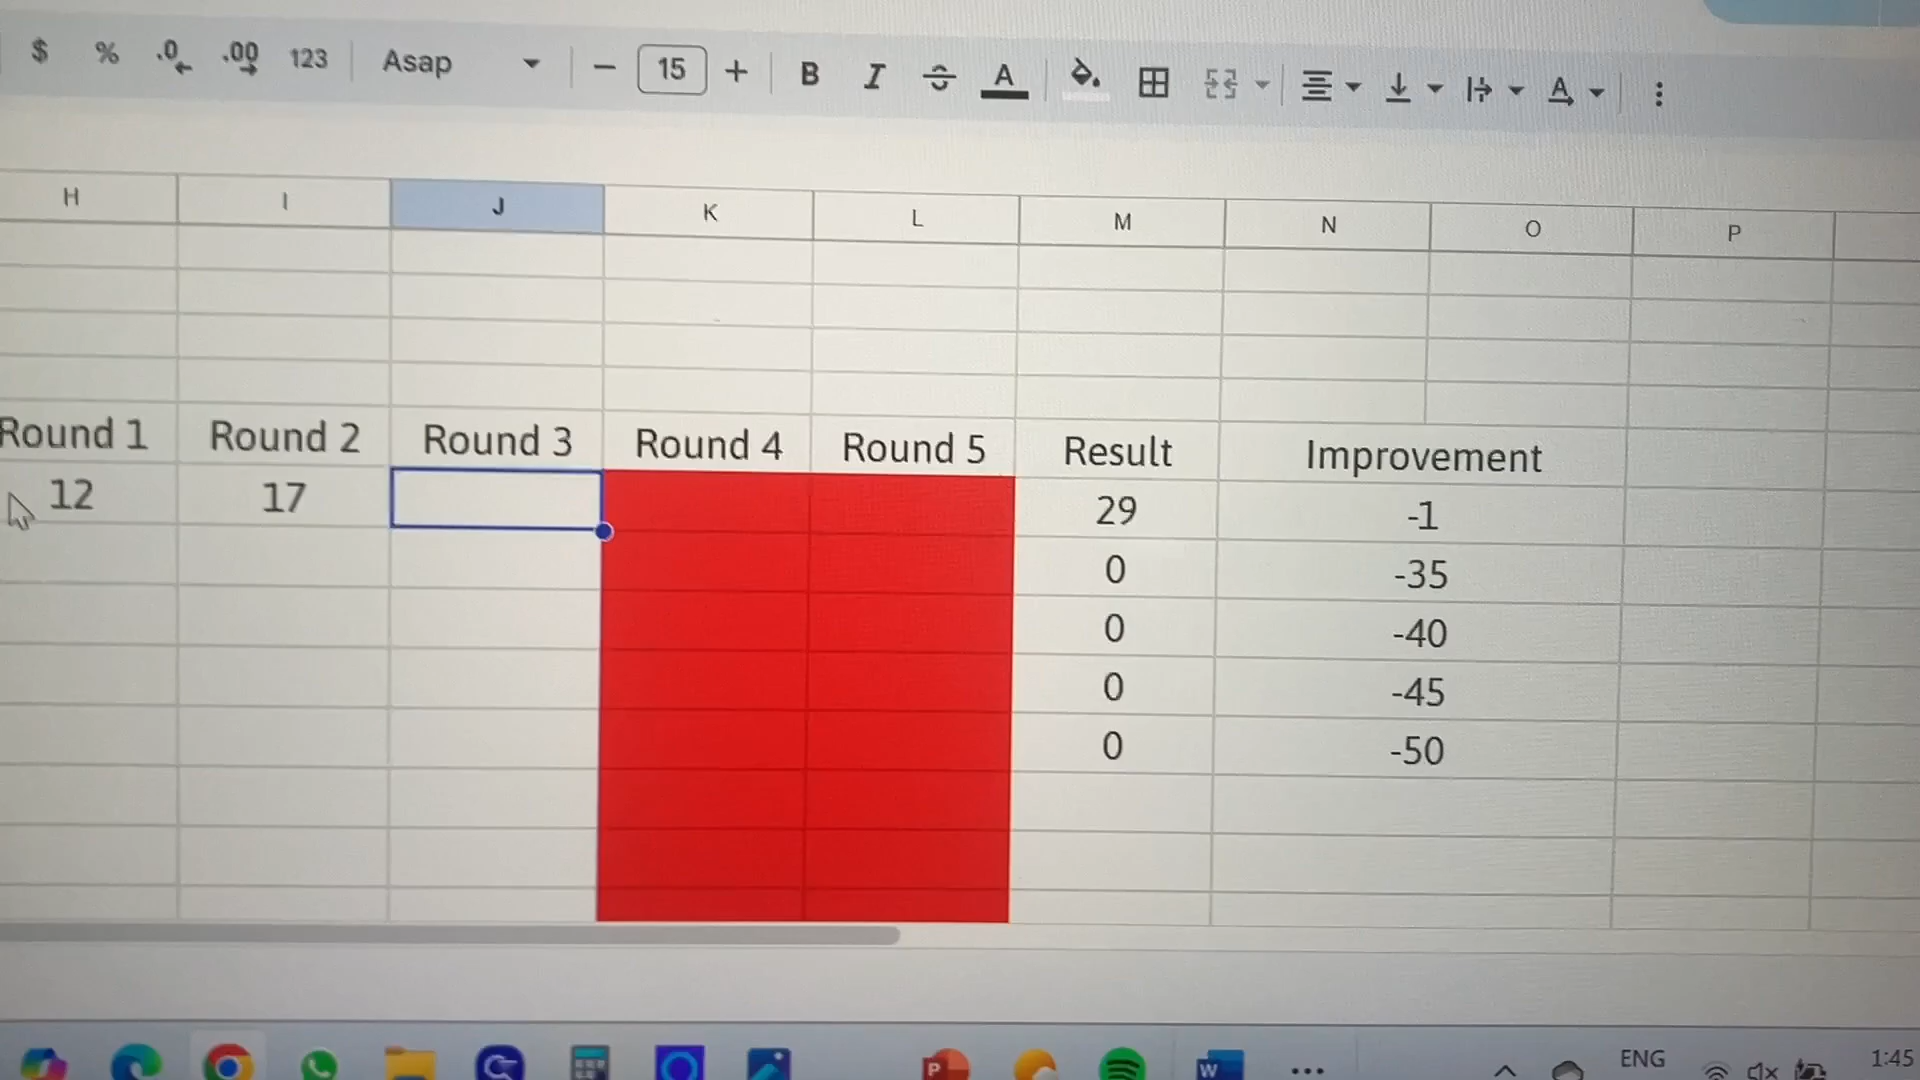 $ % .0 .00 123 Asap 15 B I A A
H I J K L M N O P
Round 1 Round 2 Round 3 Round 4 Round 5 Result Improvement
12 17 29 -1
0 -35
0 -40
0 -45
0 -50
P W ENG 1:45